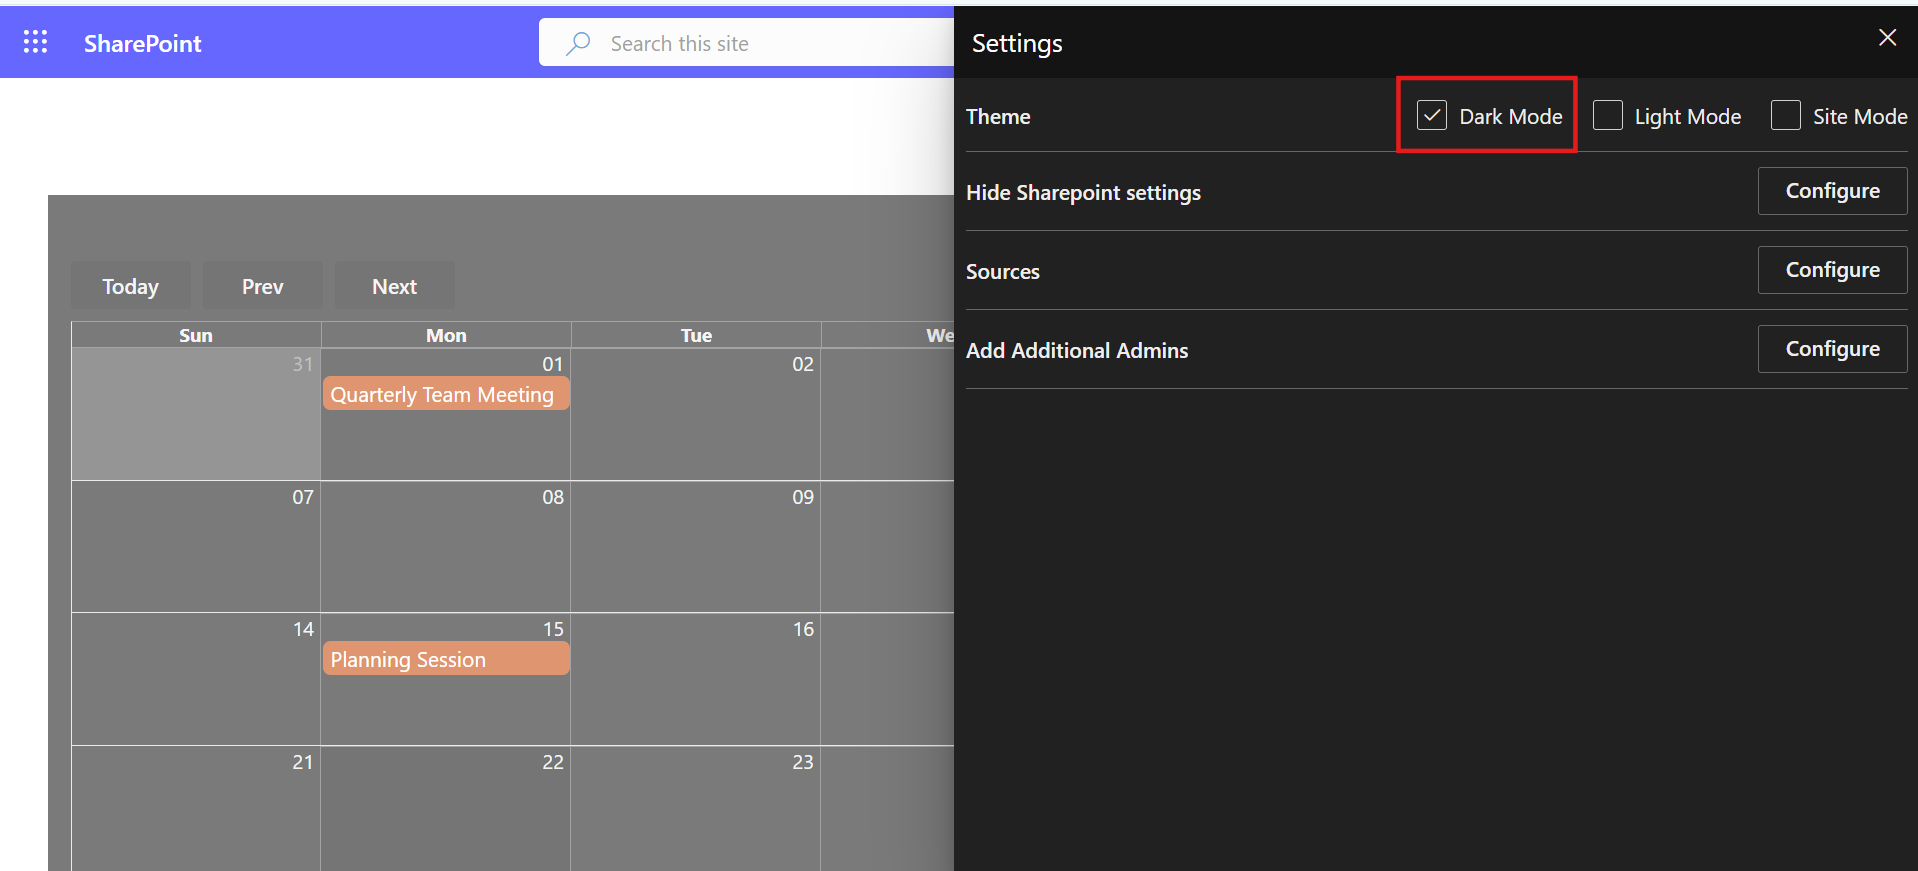 SharePoint
Search this site
Settings
Theme
Dark Mode
Light Mode
Site Mode
Hide Sharepoint settings
Configure
Sources
Configure
Add Additional Admins
Configure
Today Prev Next
Sun Mon Tue We
31 01 02
Quarterly Team Meeting
07 08 09
14 15 16
Planning Session
21 22 23